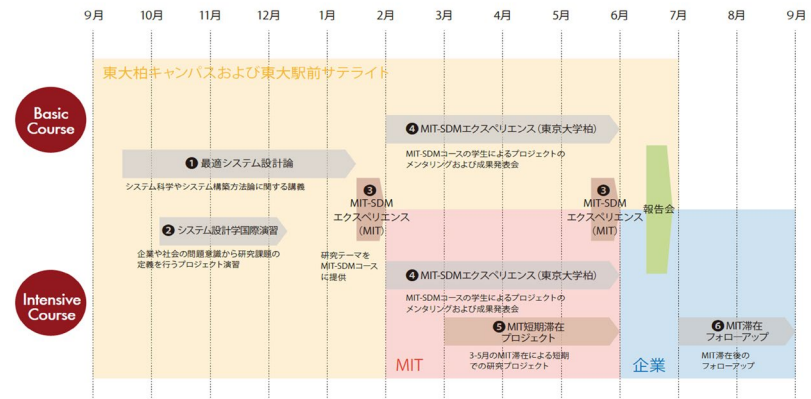 9月 10月 11月 12月 1月 2月 3月 4月 5月 6月 7月 8月 9月
東大柏キャンパスおよび東大駅前サテライト
Basic
Course
❹ MIT-SDMエクスペリエンス(東京大学柏)
MIT-SDMコースの学生によるプロジェクトの
メンタリングおよび成果発表会
❶ 最適システム設計論
システム科学やシステム構築方法論に関する講義
❸
MIT-SDM
エクスペリエンス
(MIT)
❸
MIT-SDM
エクスペリエンス
(MIT)
報告会
❷ システム設計学国際演習
企業や社会の問題意識から研究課題の
定義を行うプロジェクト演習
研究テーマを
MIT-SDMコース
に提供
Intensive
Course
❹ MIT-SDMエクスペリエンス(東京大学柏)
MIT-SDMコースの学生によるプロジェクトの
メンタリングおよび成果発表会
❺ MIT短期滞在
プロジェクト
3-5月のMIT滞在による短期
での研究プロジェクト
❻ MIT滞在
フォローアップ
MIT滞在後の
フォローアップ
MIT
企業